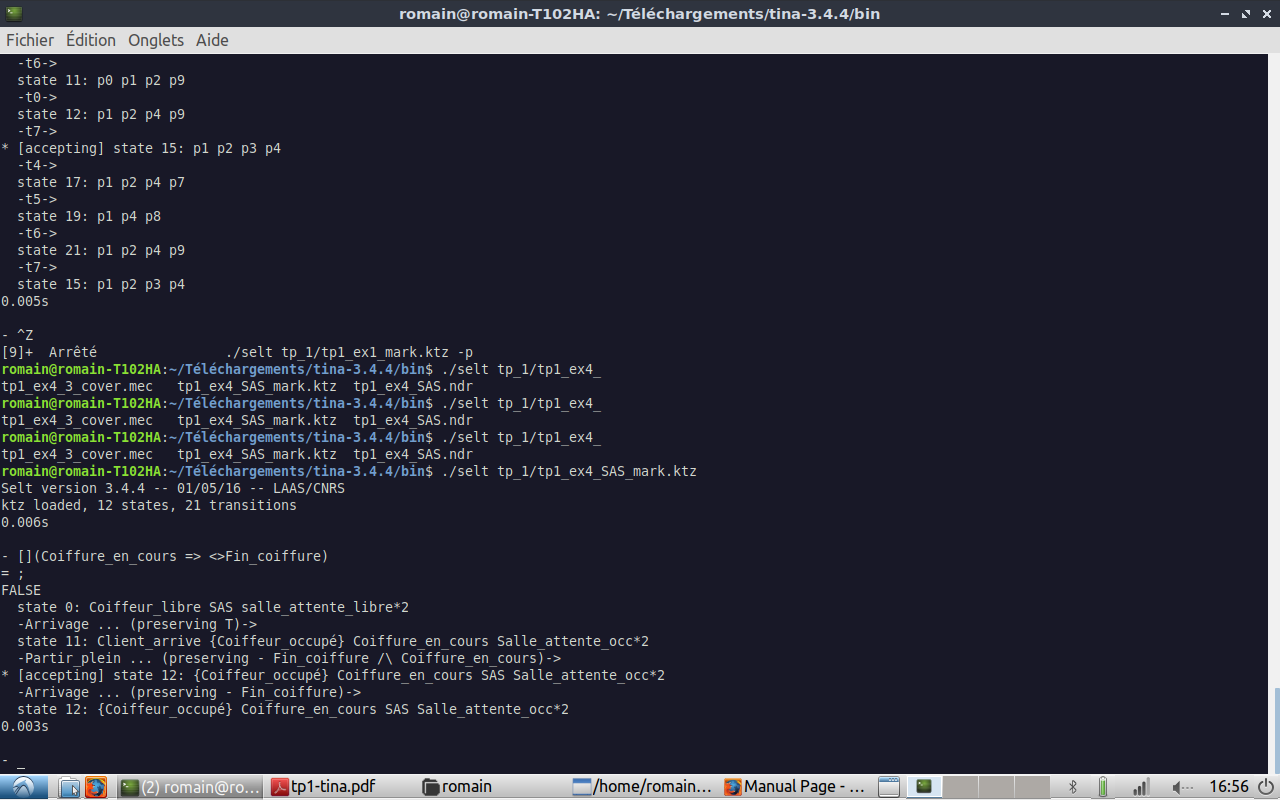 romain@romain-T102HA: ~/Téléchargements/tina-3.4.4/bin
Fichier Édition Onglets Aide
-t6->
state 11: p0 p1 p2 p9
-t0->
state 12: p1 p2 p4 p9
-t7->
* [accepting] state 15: p1 p2 p3 p4
-t4->
state 17: p1 p2 p4 p7
-t5->
state 19: p1 p4 p8
-t6->
state 21: p1 p2 p4 p9
-t7->
state 15: p1 p2 p3 p4
0.005s
- ^Z
[9]+  Arrêté                ./selt tp_1/tp1_ex1_mark.ktz -p
romain@romain-T102HA:~/Téléchargements/tina-3.4.4/bin$ ./selt tp_1/tp1_ex4_
tp1_ex4_3_cover.mec   tp1_ex4_SAS_mark.ktz  tp1_ex4_SAS.ndr
romain@romain-T102HA:~/Téléchargements/tina-3.4.4/bin$ ./selt tp_1/tp1_ex4_
tp1_ex4_3_cover.mec   tp1_ex4_SAS_mark.ktz  tp1_ex4_SAS.ndr
romain@romain-T102HA:~/Téléchargements/tina-3.4.4/bin$ ./selt tp_1/tp1_ex4_
tp1_ex4_3_cover.mec   tp1_ex4_SAS_mark.ktz  tp1_ex4_SAS.ndr
romain@romain-T102HA:~/Téléchargements/tina-3.4.4/bin$ ./selt tp_1/tp1_ex4_SAS_mark.ktz
Selt version 3.4.4 -- 01/05/16 -- LAAS/CNRS
ktz loaded, 12 states, 21 transitions
0.006s
- [](Coiffure_en_cours => <>Fin_coiffure)
= ;
FALSE
state 0: Coiffeur_libre SAS salle_attente_libre*2
-Arrivage ... (preserving T)->
state 11: Client_arrive {Coiffeur_occupé} Coiffure_en_cours Salle_attente_occ*2
-Partir_plein ... (preserving - Fin_coiffure /\ Coiffure_en_cours)->
* [accepting] state 12: {Coiffeur_occupé} Coiffure_en_cours SAS Salle_attente_occ*2
-Arrivage ... (preserving - Fin_coiffure)->
state 12: {Coiffeur_occupé} Coiffure_en_cours SAS Salle_attente_occ*2
0.003s
- _
(2) romain@ro... tp1-tina.pdf romain /home/romain... Manual Page - ... 16:56